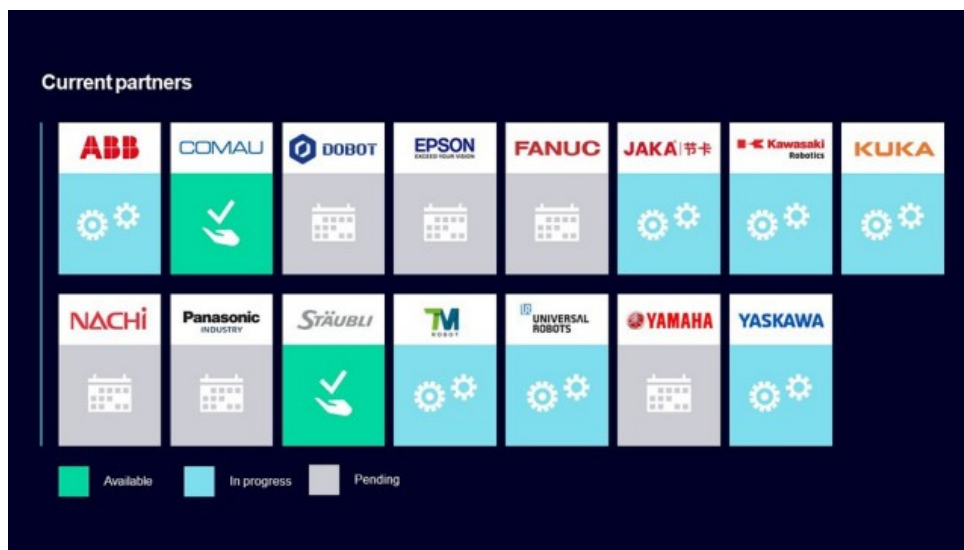 Current partners
ABB
COMAU
DOBOT
EPSON
EXCEED YOUR VISION
FANUC
JAKA 节卡
Kawasaki
Robotics
KUKA
NACHi
Panasonic
INDUSTRY
STÄUBLI
TM
ROBOT
UR
UNIVERSAL
ROBOTS
YAMAHA
YASKAWA
Available
In progress
Pending